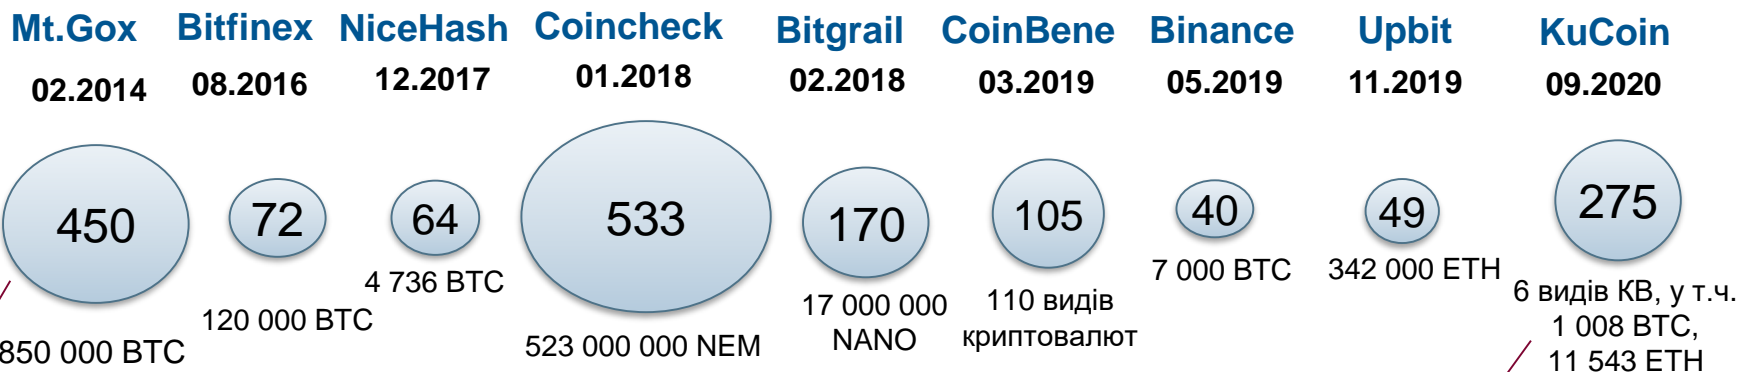 Mt.Gox Bitfinex NiceHash Coincheck Bitgrail CoinBene Binance Upbit KuCoin
02.2014 08.2016 12.2017 01.2018 02.2018 03.2019 05.2019 11.2019 09.2020
450 72 64 533 170 105 40 49 275
850 000 BTC
120 000 BTC
4 736 BTC
523 000 000 NEM
17 000 000
NANO
110 видів
криптовалют
7 000 BTC
342 000 ETH
6 видів КВ, у т.ч.
1 008 BTC,
11 543 ETH